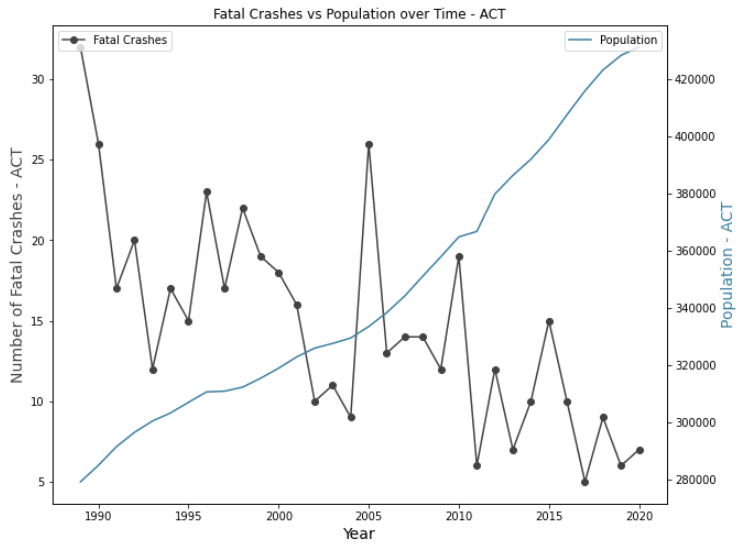 Fatal Crashes vs Population over Time - ACT
Fatal Crashes
Population
Number of Fatal Crashes - ACT
30
25
20
15
10
5
420000
400000
380000
360000
340000
320000
300000
280000
Population - ACT
1990 1995 2000 2005 2010 2015 2020
Year